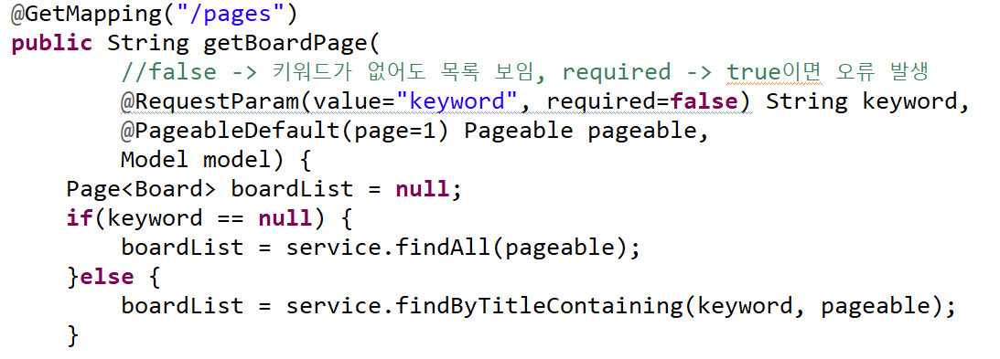 @GetMapping("/pages")
public String getBoardPage(
//false -> 키워드가 없어도 목록 보임, required -> true이면 오류 발생
@RequestParam(value="keyword", required=false) String keyword,
@PageableDefault(page=1) Pageable pageable,
Model model) {
Page<Board> boardList = null;
if(keyword == null) {
boardList = service.findAll(pageable);
}else {
boardList = service.findByTitleContaining(keyword, pageable);
}